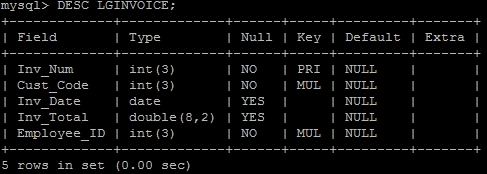 mysql> DESC LGINVOICE;
+-------------+-------------+------+-----+---------+-------+
| Field       | Type        | Null | Key | Default | Extra |
+-------------+-------------+------+-----+---------+-------+
| Inv_Num     | int(3)      | NO   | PRI | NULL    |       |
| Cust_Code   | int(3)      | NO   | MUL | NULL    |       |
| Inv_Date    | date        | YES  |     | NULL    |       |
| Inv_Total   | double(8,2) | YES  |     | NULL    |       |
| Employee_ID | int(3)      | NO   | MUL | NULL    |       |
+-------------+-------------+------+-----+---------+-------+
5 rows in set (0.00 sec)